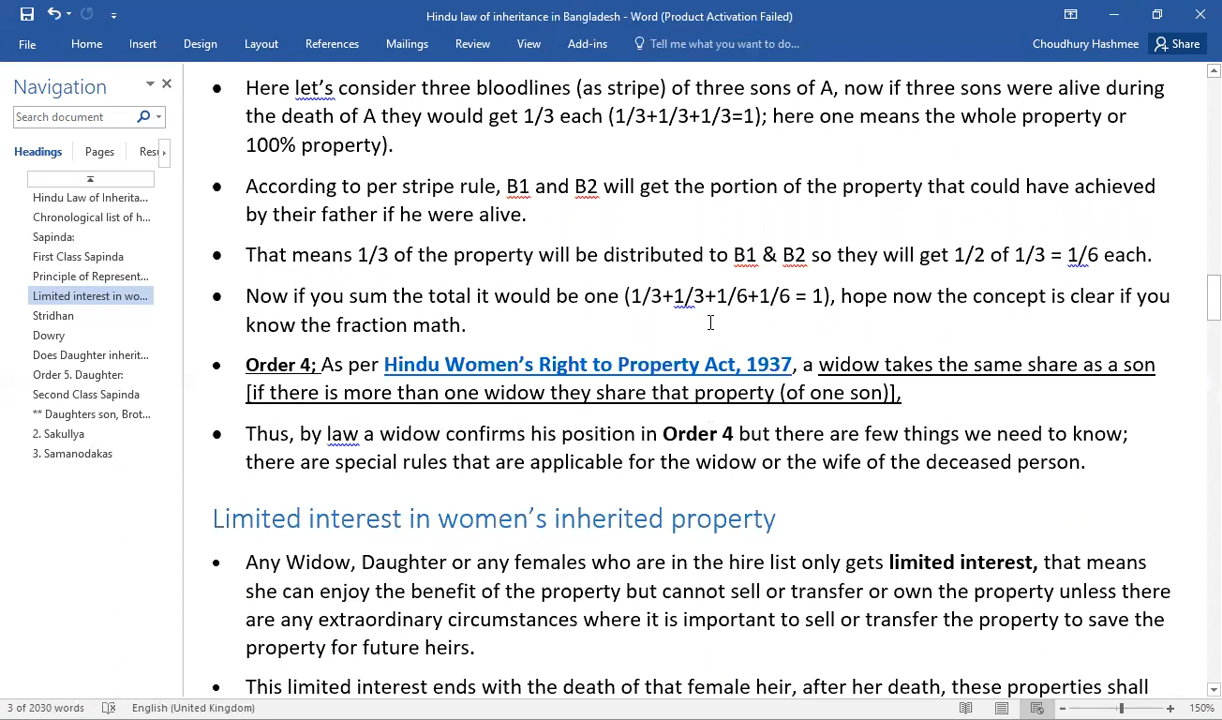 Hindu law of inheritance in Bangladesh - Word (Product Activation Failed)
File Home Insert Design Layout References Mailings Review View Add-ins Tell me what you want to do... Choudhury Hashmee Share
Navigation
Search document
Headings Pages Resu
Hindu Law of Inherita...
Chronological list of h...
Sapinda:
First Class Sapinda
Principle of Represent...
Limited interest in wo...
Stridhan
Dowry
Does Daughter inherit...
Order 5. Daughter:
Second Class Sapinda
** Daughters son, Brot...
2. Sakullya
3. Samanodakas
Here let’s consider three bloodlines (as stripe) of three sons of A, now if three sons were alive during
the death of A they would get 1/3 each (1/3+1/3+1/3=1); here one means the whole property or
100% property).
According to per stripe rule, B1 and B2 will get the portion of the property that could have achieved
by their father if he were alive.
That means 1/3 of the property will be distributed to B1 & B2 so they will get 1/2 of 1/3 = 1/6 each.
Now if you sum the total it would be one (1/3+1/3+1/6+1/6 = 1), hope now the concept is clear if you
know the fraction math.
Order 4; As per Hindu Women’s Right to Property Act, 1937, a widow takes the same share as a son
[if there is more than one widow they share that property (of one son)],
Thus, by law a widow confirms his position in Order 4 but there are few things we need to know;
there are special rules that are applicable for the widow or the wife of the deceased person.
Limited interest in women’s inherited property
Any Widow, Daughter or any females who are in the hire list only gets limited interest, that means
she can enjoy the benefit of the property but cannot sell or transfer or own the property unless there
are any extraordinary circumstances where it is important to sell or transfer the property to save the
property for future heirs.
This limited interest ends with the death of that female heir, after her death, these properties shall
3 of 2030 words English (United Kingdom) 150%